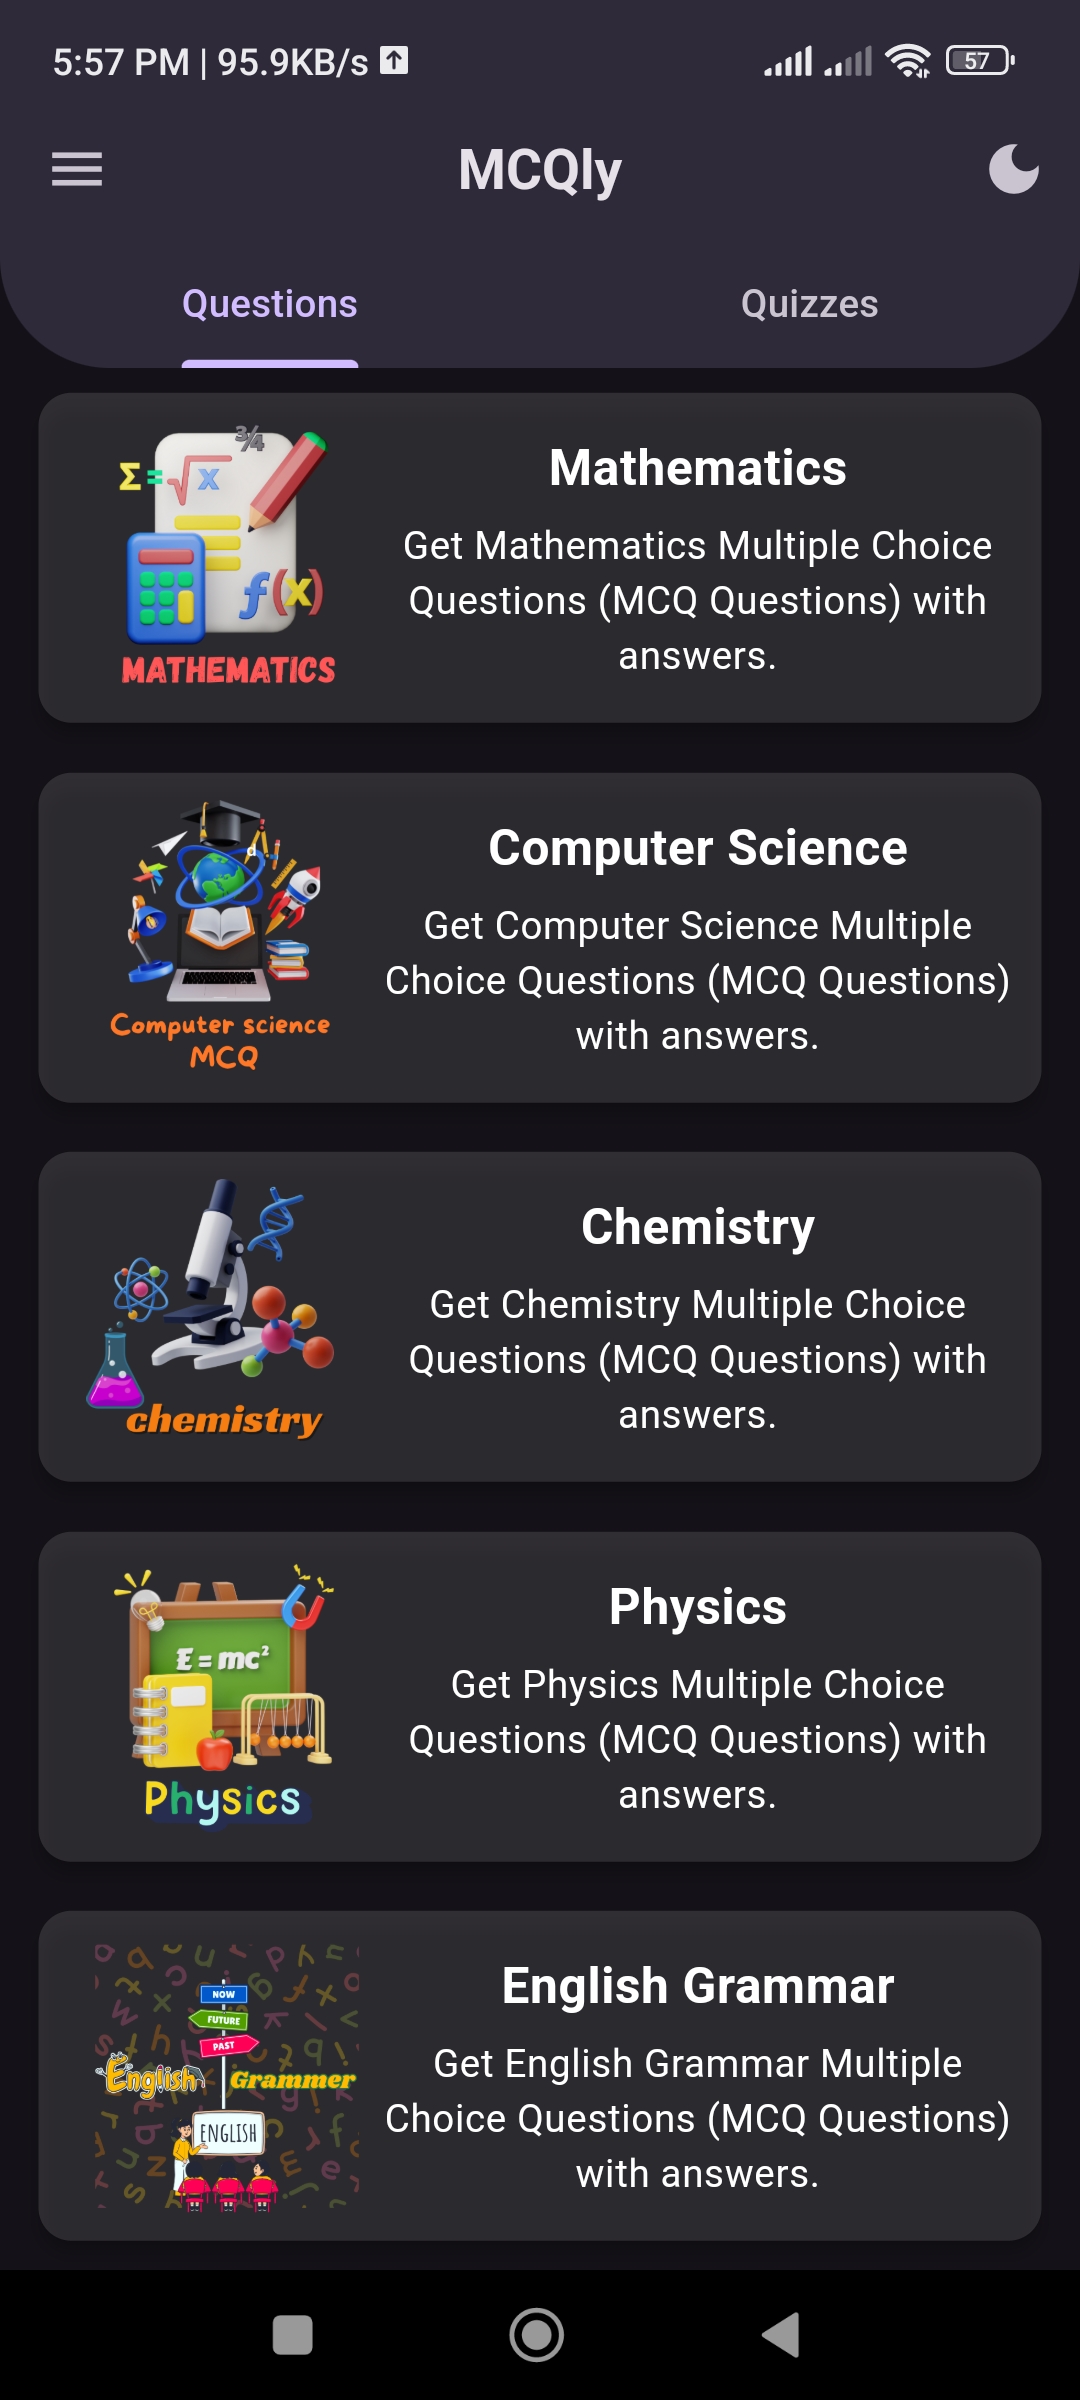 5:57 PM | 95.9KB/s
57
MCQly
Questions
Quizzes
¾
Σ=√x
f(x)
MATHEMATICS
Mathematics
Get Mathematics Multiple Choice
Questions (MCQ Questions) with
answers.
Computer science
MCQ
Computer Science
Get Computer Science Multiple
Choice Questions (MCQ Questions)
with answers.
chemistry
Chemistry
Get Chemistry Multiple Choice
Questions (MCQ Questions) with
answers.
E = mc²
Physics
Physics
Get Physics Multiple Choice
Questions (MCQ Questions) with
answers.
NOW
FUTURE
PAST
English Grammer
ENGLISH
English Grammar
Get English Grammar Multiple
Choice Questions (MCQ Questions)
with answers.